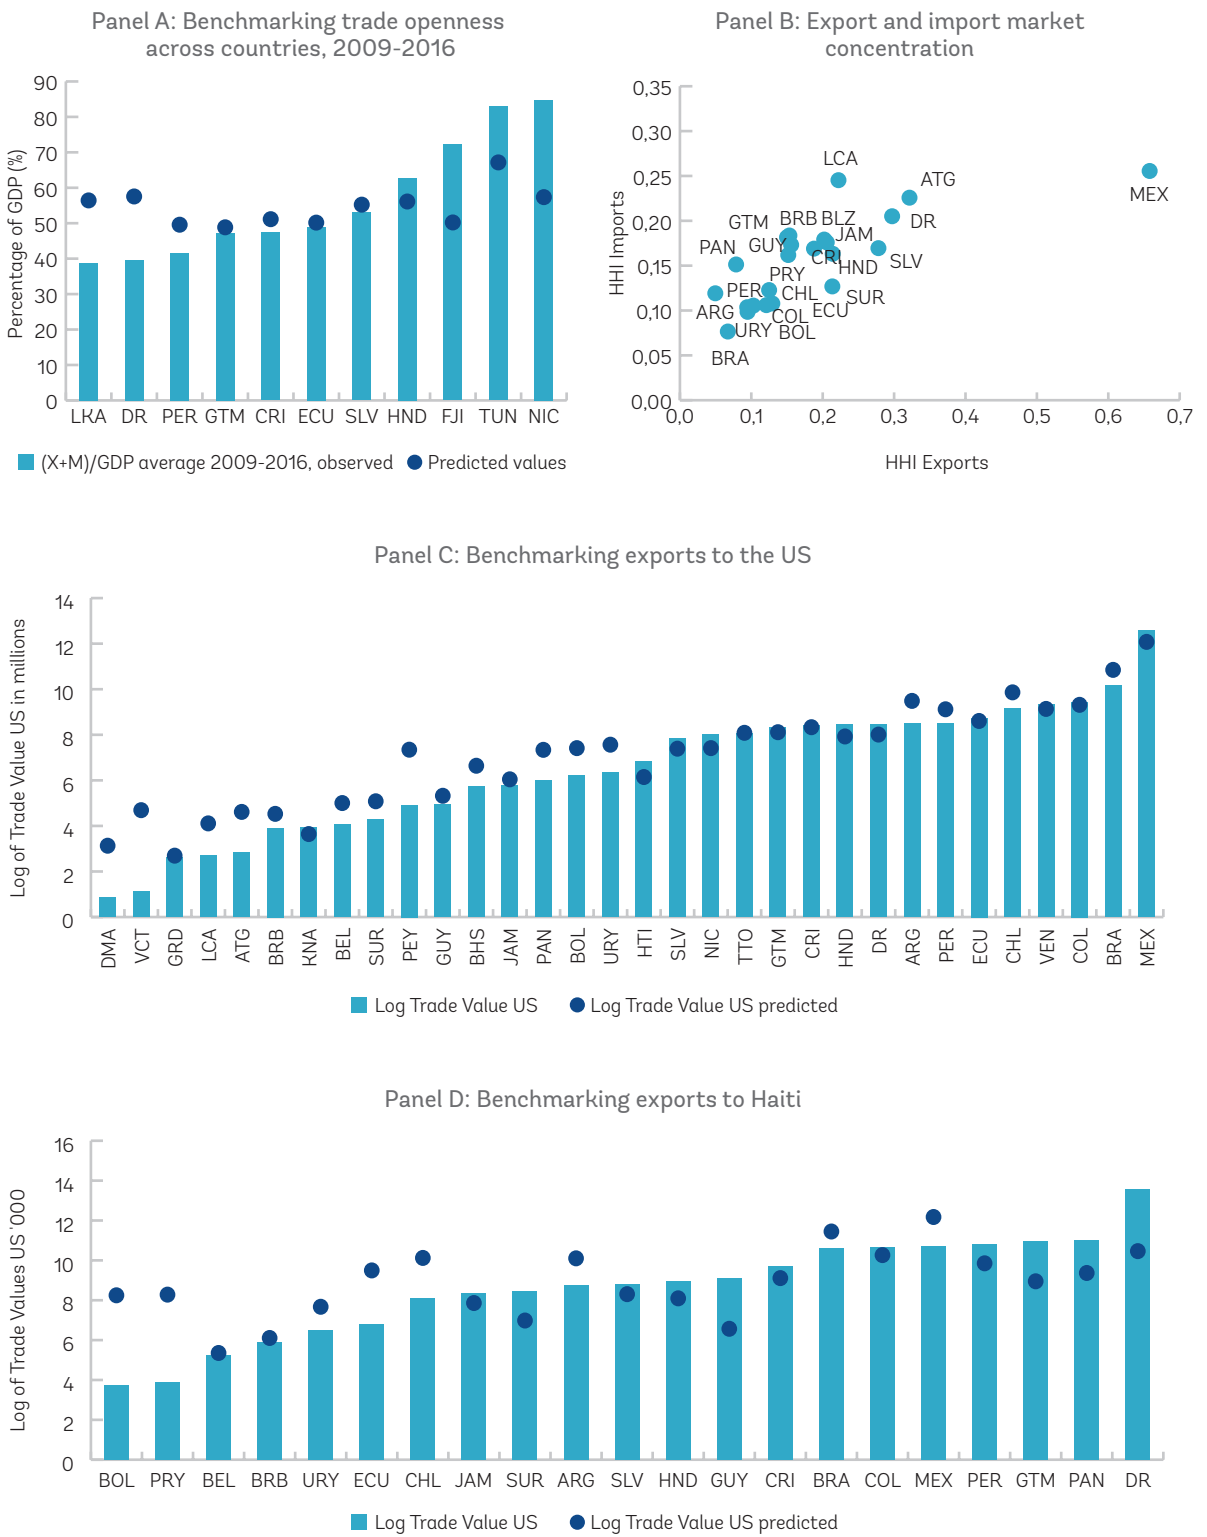 Panel A: Benchmarking trade openness
across countries, 2009-2016
Percentage of GDP (%)
90
80
70
60
50
40
30
20
10
0
LKA DR PER GTM CRI ECU SLV HND FJI TUN NIC
(X+M)/GDP average 2009-2016, observed Predicted values
Panel B: Export and import market
concentration
HHI Imports
0,35
0,30
0,25
0,20
0,15
0,10
0,05
0,00
LCA
ATG
MEX
GTM BRB BLZ DR
PAN GUY JAM
CRI HND SLV
PRY
PER CHL SUR
ARG COL ECU
URY BOL
BRA
0,0 0,1 0,2 0,3 0,4 0,5 0,6 0,7
HHI Exports
Panel C: Benchmarking exports to the US
Log of Trade Value US in millions
14
12
10
8
6
4
2
0
DMA VCT GRD LCA ATG BRB KNA BEL SUR PEY GUY BHS JAM PAN BOL URY HTI SLV NIC TTO GTM CRI HND DR ARG PER ECU CHL VEN COL BRA MEX
Log Trade Value US Log Trade Value US predicted
Panel D: Benchmarking exports to Haiti
Log of Trade Values US '000
16
14
12
10
8
6
4
2
0
BOL PRY BEL BRB URY ECU CHL JAM SUR ARG SLV HND GUY CRI BRA COL MEX PER GTM PAN DR
Log Trade Value US Log Trade Value US predicted